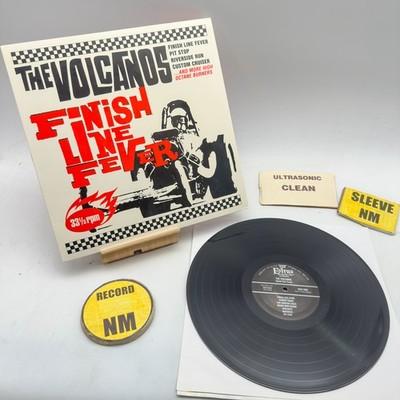 THE VOLCANOS
FINISH LINE FEVER
PIT STOP
RIVERSIDE RUN
CUSTOM CRUISER
...AND MORE HIGH
OCTANE BURNERS
FINISH
LINE
FEVER
33⅓ rpm
ULTRASONIC
CLEAN
SLEEVE
NM
RECORD
NM
Estrus